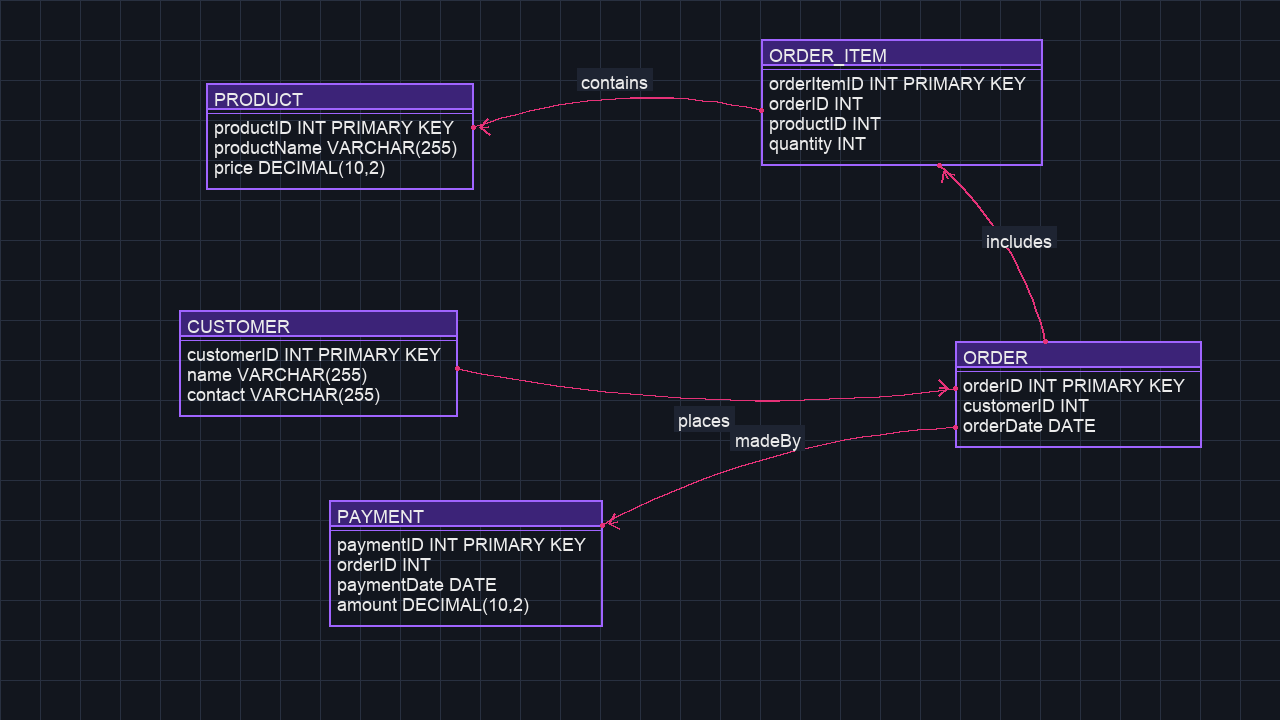 ORDER_ITEM
orderItemID INT PRIMARY KEY
orderID INT
productID INT
quantity INT
contains
PRODUCT
productID INT PRIMARY KEY
productName VARCHAR(255)
price DECIMAL(10,2)
includes
CUSTOMER
customerID INT PRIMARY KEY
name VARCHAR(255)
contact VARCHAR(255)
ORDER
orderID INT PRIMARY KEY
customerID INT
orderDate DATE
places
madeBy
PAYMENT
paymentID INT PRIMARY KEY
orderID INT
paymentDate DATE
amount DECIMAL(10,2)